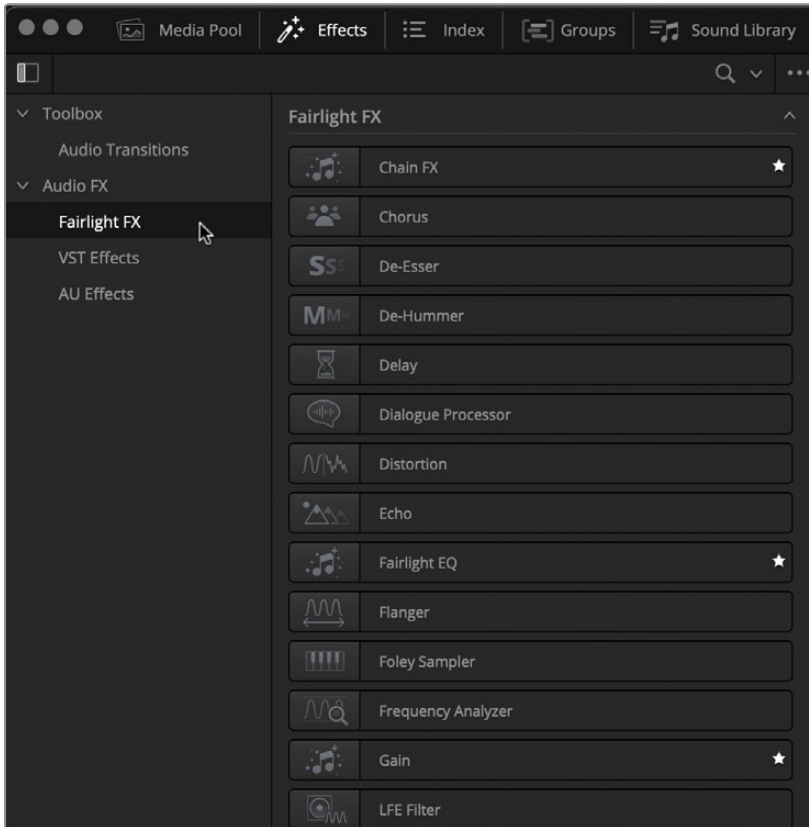 Media Pool Effects Index Groups Sound Library
Toolbox
Audio Transitions
Audio FX
Fairlight FX
VST Effects
AU Effects
Fairlight FX
Chain FX
Chorus
SSS De-Esser
MMM De-Hummer
Delay
Dialogue Processor
Distortion
Echo
Fairlight EQ
Flanger
Foley Sampler
Frequency Analyzer
Gain
LFE Filter